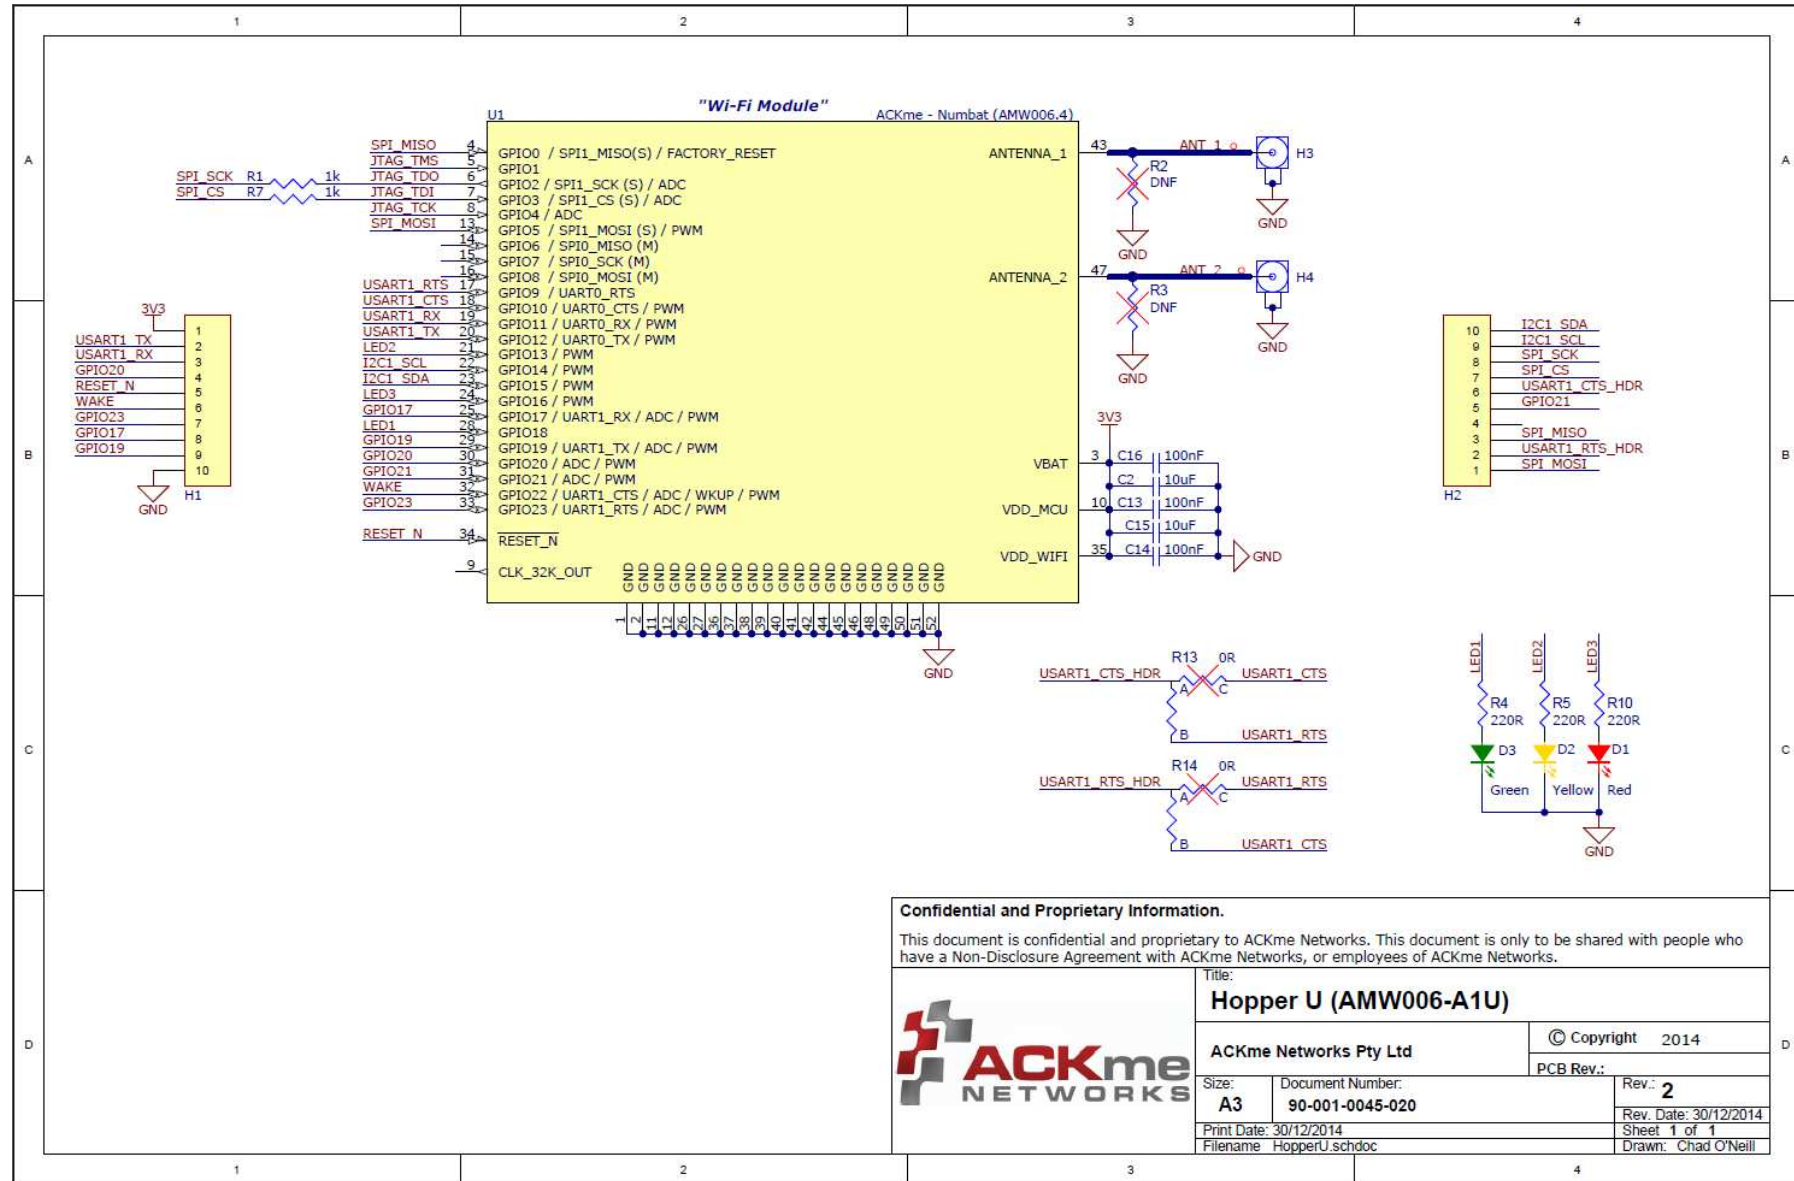 1 2 3 4
A A
"Wi-Fi Module"
U1 ACKme - Numbat (AMW006.4)
SPI_MISO 4 GPIO0 / SPI1_MISO(S) / FACTORY_RESET
JTAG_TMS 5 GPIO1
SPI_SCK R1 1k JTAG_TDO 6 GPIO2 / SPI1_SCK (S) / ADC
SPI_CS R7 1k JTAG_TDI 7 GPIO3 / SPI1_CS (S) / ADC
JTAG_TCK 8 GPIO4 / ADC
SPI_MOSI 13 GPIO5 / SPI1_MOSI (S) / PWM
14 GPIO6 / SPI0_MISO (M)
15 GPIO7 / SPI0_SCK (M)
16 GPIO8 / SPI0_MOSI (M)
USART1_RTS 17 GPIO9 / UART0_RTS
USART1_CTS 18 GPIO10 / UART0_CTS / PWM
USART1_RX 19 GPIO11 / UART0_RX / PWM
USART1_TX 20 GPIO12 / UART0_TX / PWM
LED2 21 GPIO13 / PWM
I2C1_SCL 22 GPIO14 / PWM
I2C1_SDA 23 GPIO15 / PWM
LED3 24 GPIO16 / PWM
GPIO17 25 GPIO17 / UART1_RX / ADC / PWM
LED1 28 GPIO18
GPIO19 29 GPIO19 / UART1_TX / ADC / PWM
GPIO20 30 GPIO20 / ADC / PWM
GPIO21 31 GPIO21 / ADC / PWM
WAKE 32 GPIO22 / UART1_CTS / ADC / WKUP / PWM
GPIO23 33 GPIO23 / UART1_RTS / ADC / PWM
RESET_N 34 RESET_N
9 CLK_32K_OUT
GND GND GND GND GND GND GND GND GND GND GND GND GND GND GND GND GND GND GND GND GND
1 2 11 12 26 27 36 37 38 39 40 41 42 44 45 46 48 49 50 51 52
GND
ANTENNA_1 43 ANT_1 H3
R2
DNF
GND
GND
ANTENNA_2 47 ANT_2 H4
R3
DNF
GND
GND
3V3
VBAT 3 C16 100nF
C2 10uF
VDD_MCU 10 C13 100nF
C15 10uF
VDD_WIFI 35 C14 100nF GND
B B
3V3
1
USART1_TX 2
USART1_RX 3
GPIO20 4
RESET_N 5
WAKE 6
GPIO23 7
GPIO17 8
GPIO19 9
10
GND H1
10 I2C1_SDA
9 I2C1_SCL
8 SPI_SCK
7 SPI_CS
6 USART1_CTS_HDR
5 GPIO21
4
3 SPI_MISO
2 USART1_RTS_HDR
1 SPI_MOSI
H2
C C
R13 0R
USART1_CTS_HDR A C USART1_CTS
B USART1_RTS
R14 0R
USART1_RTS_HDR A C USART1_RTS
B USART1_CTS
LED1 LED2 LED3
R4 R5 R10
220R 220R 220R
D3 D2 D1
Green Yellow Red
GND
D D
Confidential and Proprietary Information.
This document is confidential and proprietary to ACKme Networks. This document is only to be shared with people who
have a Non-Disclosure Agreement with ACKme Networks, or employees of ACKme Networks.
ACKme
NETWORKS
Title:
Hopper U (AMW006-A1U)
ACKme Networks Pty Ltd
© Copyright 2014
PCB Rev.:
Size: Document Number: Rev.: 2
A3 90-001-0045-020
Rev. Date: 30/12/2014
Print Date: 30/12/2014 Sheet 1 of 1
Filename HopperU.schdoc Drawn: Chad O'Neill
1 2 3 4